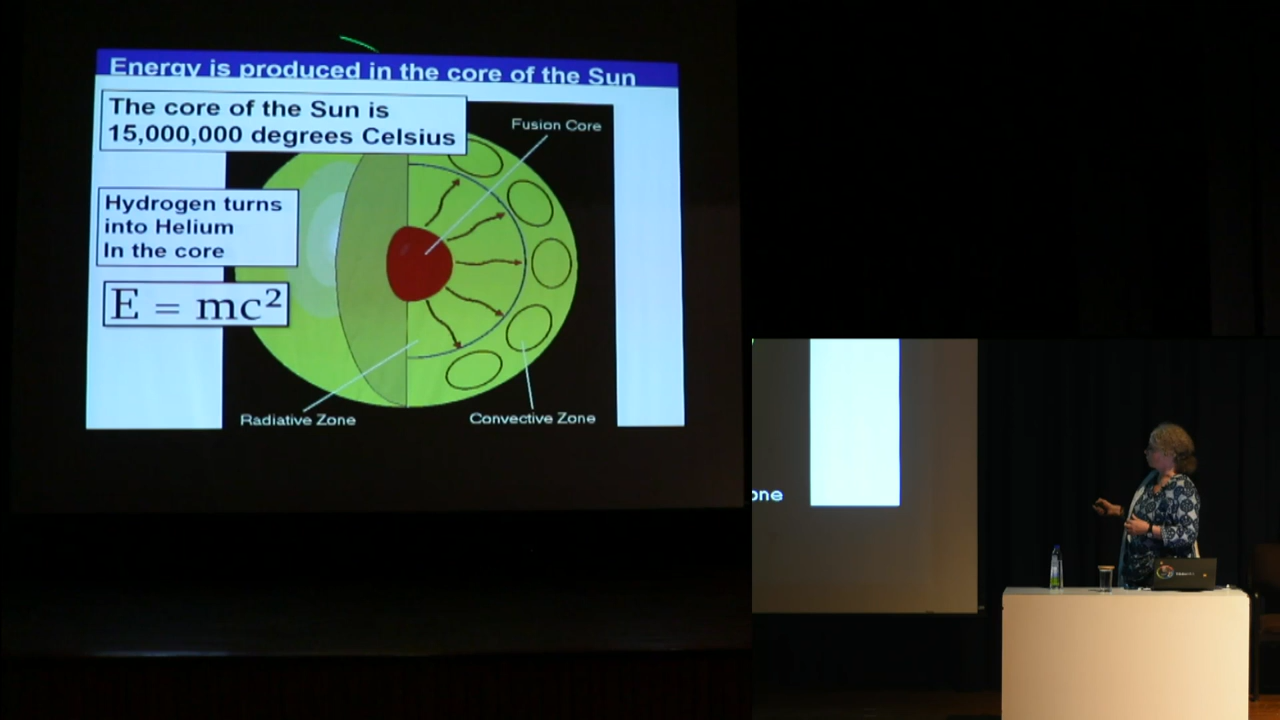 Energy is produced in the core of the Sun
The core of the Sun is
15,000,000 degrees Celsius
Fusion Core
Hydrogen turns
into Helium
In the core
E = mc²
Radiative Zone
Convective Zone
one